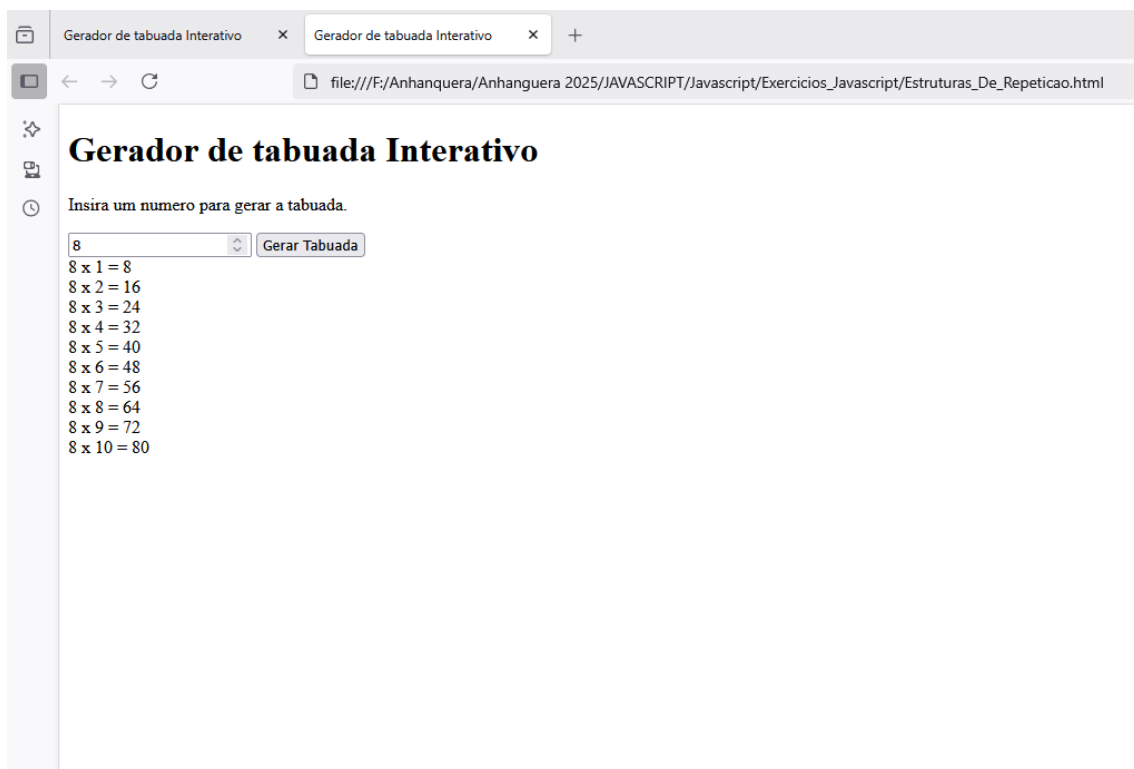 Gerador de tabuada Interativo
Gerador de tabuada Interativo
file:///F:/Anhanquera/Anhanguera 2025/JAVASCRIPT/Javascript/Exercicios_Javascript/Estruturas_De_Repeticao.html
Gerador de tabuada Interativo
Insira um numero para gerar a tabuada.
8 Gerar Tabuada
8 x 1 = 8
8 x 2 = 16
8 x 3 = 24
8 x 4 = 32
8 x 5 = 40
8 x 6 = 48
8 x 7 = 56
8 x 8 = 64
8 x 9 = 72
8 x 10 = 80